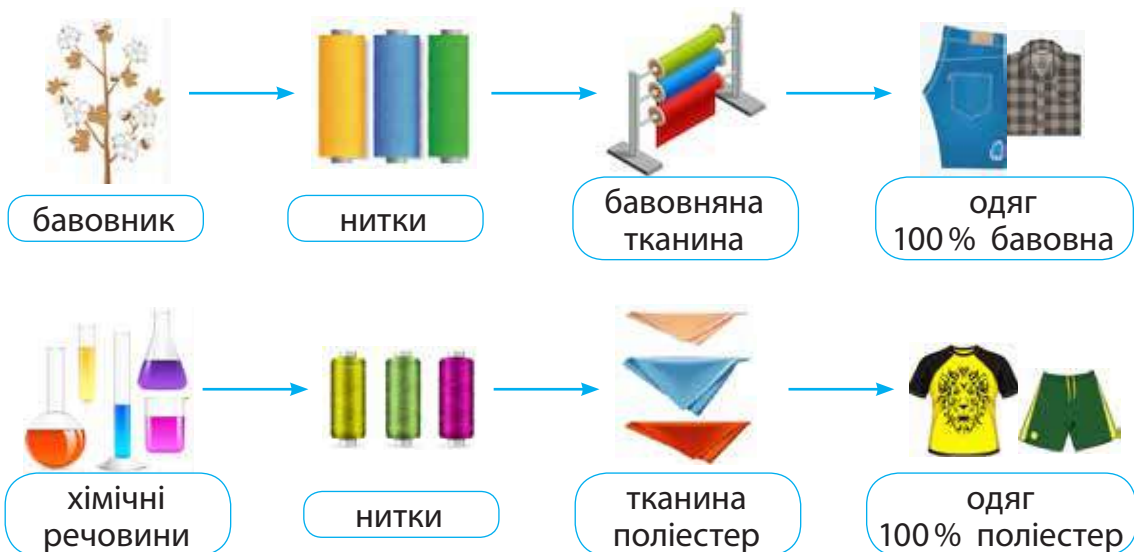 бавовник
нитки
бавовняна
тканина
одяг
100 % бавовна
хімічні
речовини
нитки
тканина
поліестер
одяг
100 % поліестер